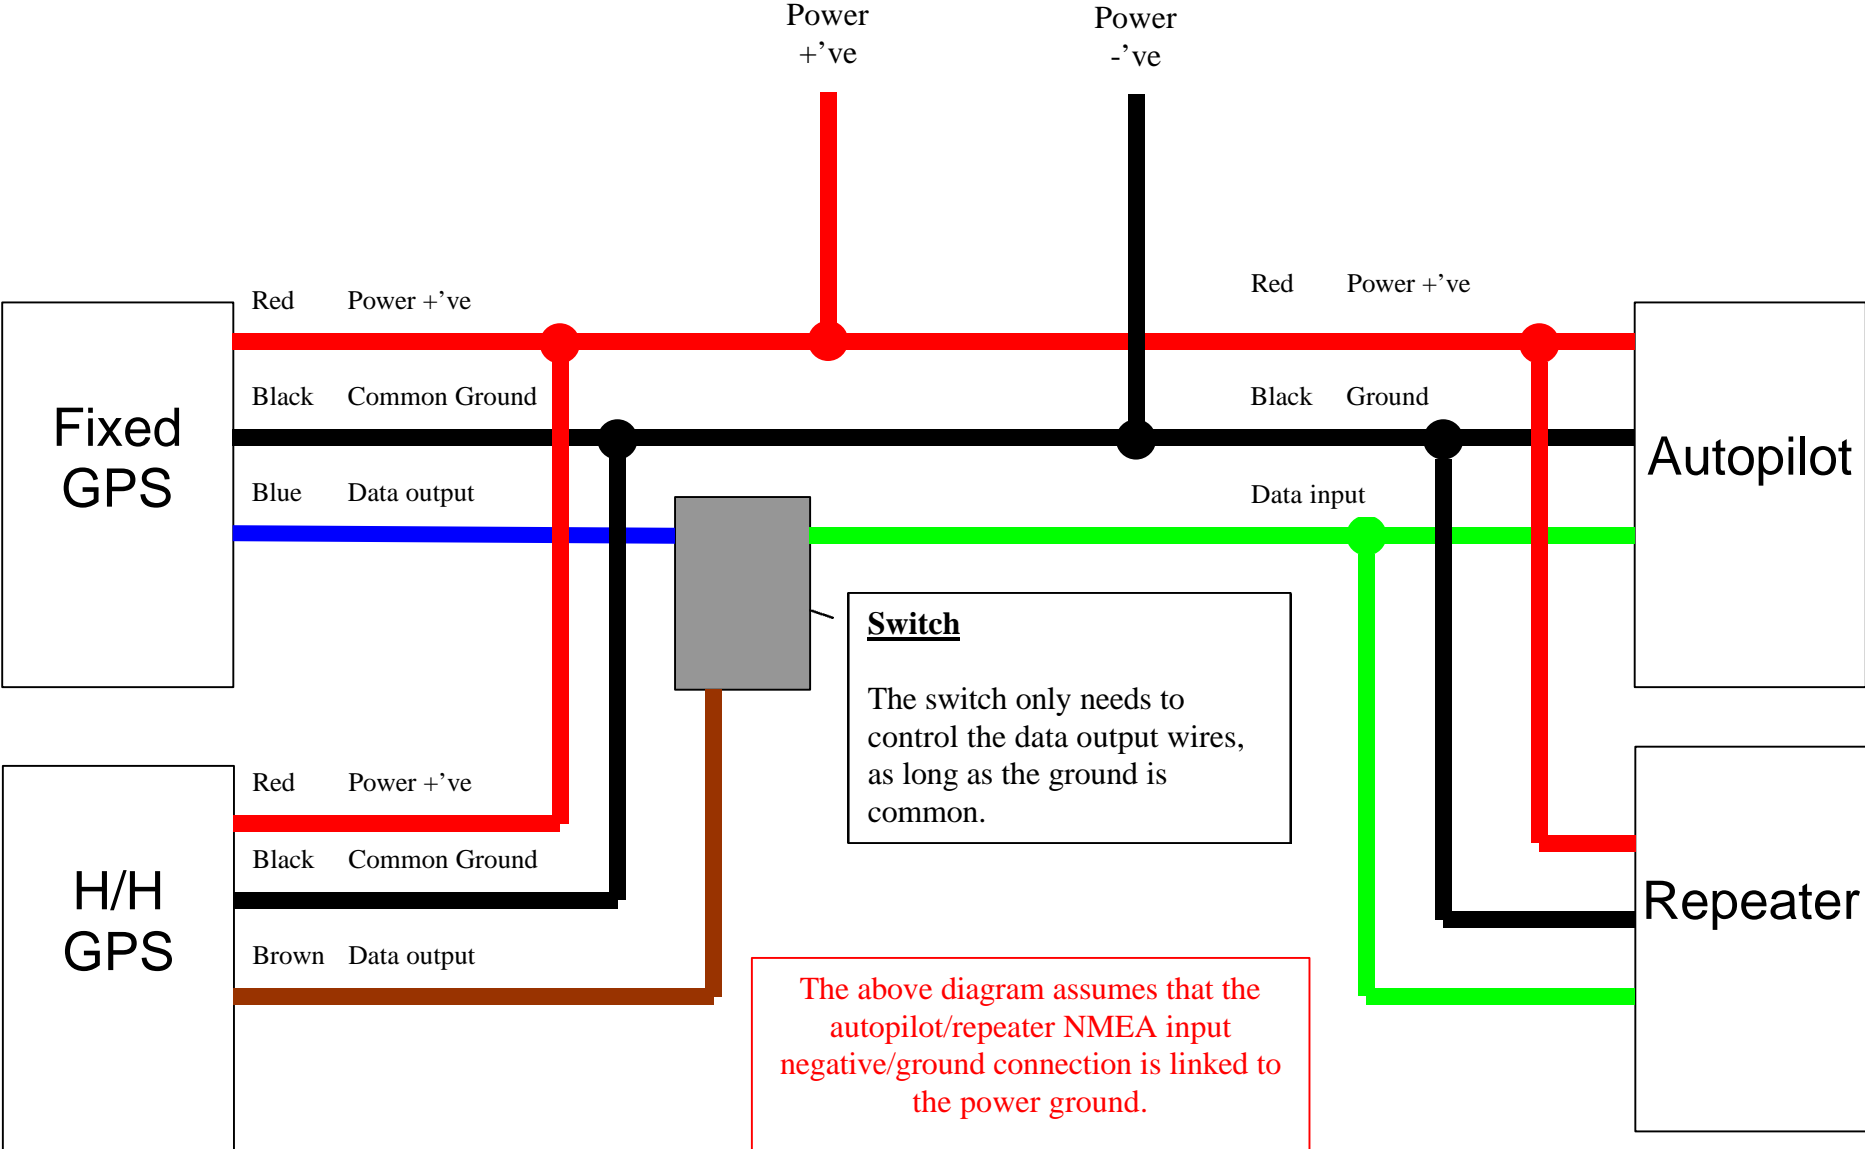 Power
+’ve
Power
-’ve
Red Power +’ve
Red Power +’ve
Black Common Ground
Black Ground
Fixed
GPS
Autopilot
Blue Data output
Data input
Switch
The switch only needs to
control the data output wires,
as long as the ground is
common.
Red Power +’ve
Black Common Ground
H/H
GPS
Repeater
Brown Data output
The above diagram assumes that the
autopilot/repeater NMEA input
negative/ground connection is linked to
the power ground.